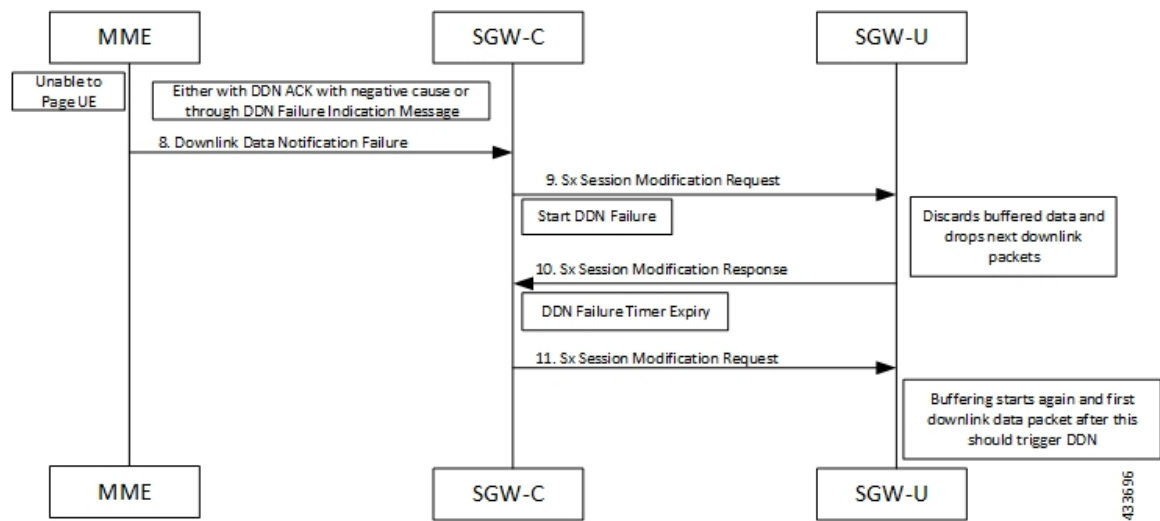 MME
SGW-C
SGW-U
Unable to
Page UE
Either with DDN ACK with negative cause or
through DDN Failure Indication Message
8. Downlink Data Notification Failure
9. Sx Session Modification Request
Start DDN Failure
Discards buffered data and
drops next downlink
packets
10. Sx Session Modification Response
DDN Failure Timer Expiry
11. Sx Session Modification Request
Buffering starts again and first
downlink data packet after this
should trigger DDN
MME
SGW-C
SGW-U
433696